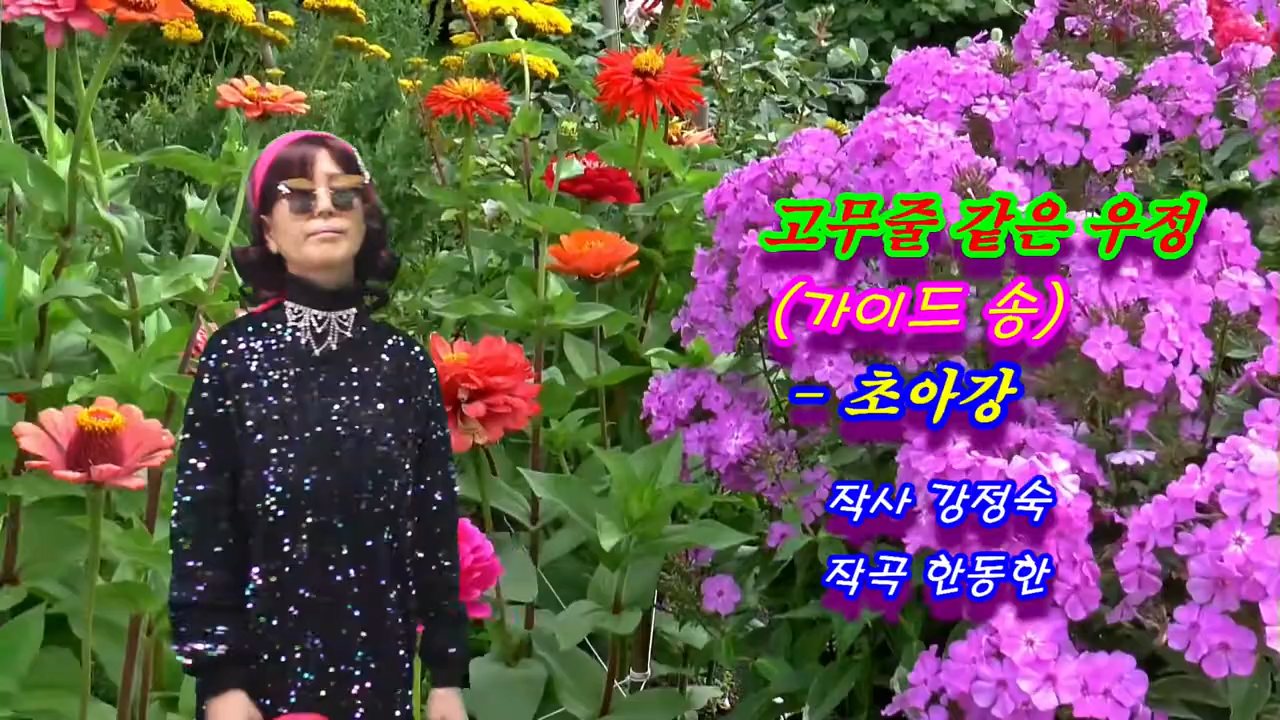 고무줄 같은 우정
(가이드 송)
- 초아강
작사 강정숙
작곡 한동한